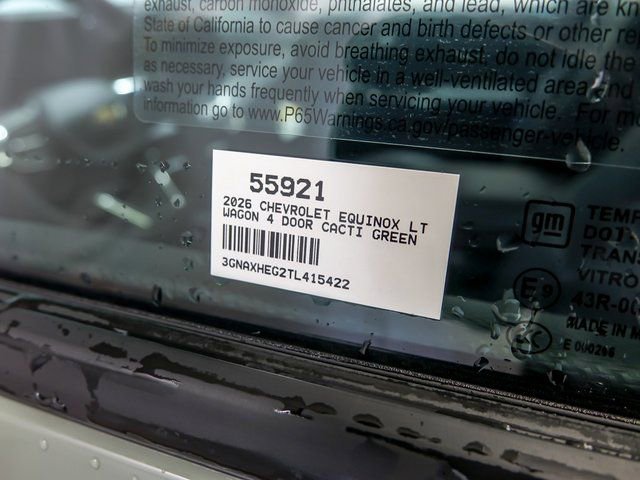 exhaust, carbon monoxide, phthalates, and lead, which are kn
State of California to cause cancer and birth defects or other re
To minimize exposure, avoid breathing exhaust, do not idle the
as necessary, service your vehicle in a well-ventilated area and
wash your hands frequently when servicing your vehicle. For mo
information go to www.P65Warnings.ca.gov/passenger-vehicle.
55921
2026 CHEVROLET EQUINOX LT
WAGON 4 DOOR CACTI GREEN
3GNAXHEG2TL415422
gm
TEMP
DOT
TRANS
VITRO
E9
43R-00
MADE IN M
E 000266